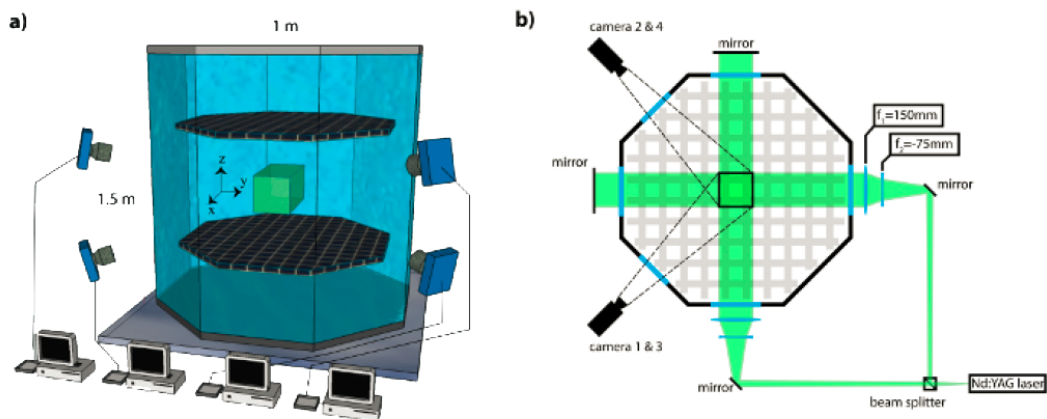 a)
1 m
1.5 m
z
y
x
b)
camera 2 & 4
mirror
f₁=150mm
f₂=-75mm
mirror
mirror
camera 1 & 3
mirror
beam splitter
Nd:YAG laser